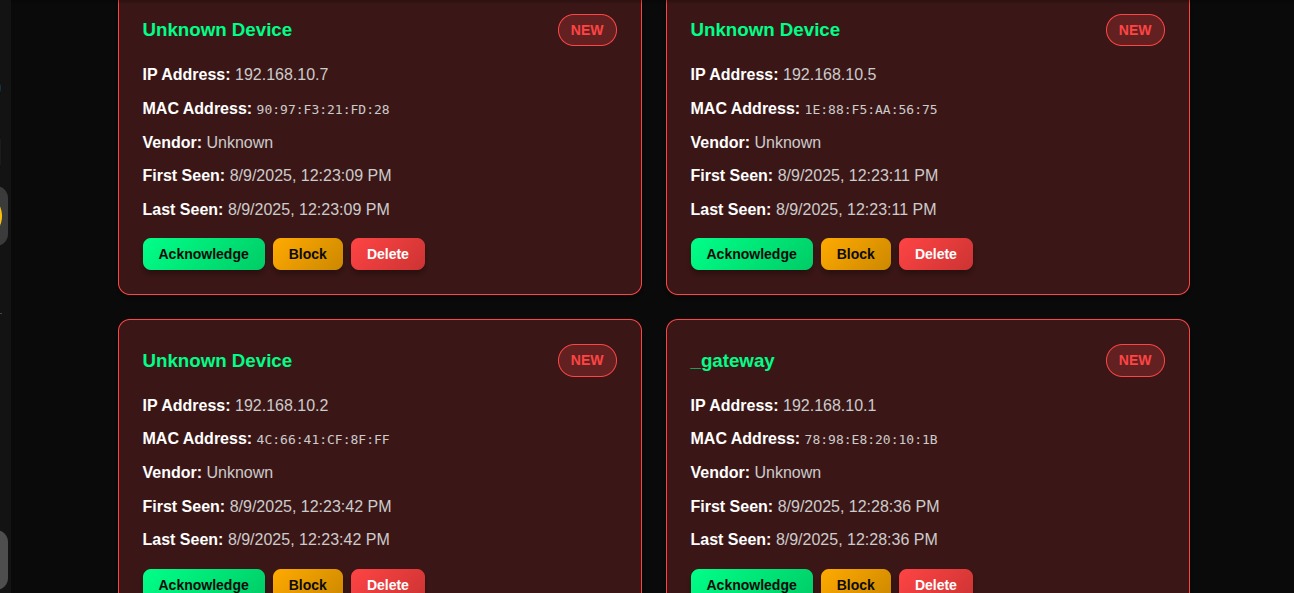 Unknown Device NEW
IP Address: 192.168.10.7
MAC Address: 90:97:F3:21:FD:28
Vendor: Unknown
First Seen: 8/9/2025, 12:23:09 PM
Last Seen: 8/9/2025, 12:23:09 PM
Acknowledge Block Delete
Unknown Device NEW
IP Address: 192.168.10.5
MAC Address: 1E:88:F5:AA:56:75
Vendor: Unknown
First Seen: 8/9/2025, 12:23:11 PM
Last Seen: 8/9/2025, 12:23:11 PM
Acknowledge Block Delete
Unknown Device NEW
IP Address: 192.168.10.2
MAC Address: 4C:66:41:CF:8F:FF
Vendor: Unknown
First Seen: 8/9/2025, 12:23:42 PM
Last Seen: 8/9/2025, 12:23:42 PM
Acknowledge Block Delete
_gateway NEW
IP Address: 192.168.10.1
MAC Address: 78:98:E8:20:10:1B
Vendor: Unknown
First Seen: 8/9/2025, 12:28:36 PM
Last Seen: 8/9/2025, 12:28:36 PM
Acknowledge Block Delete